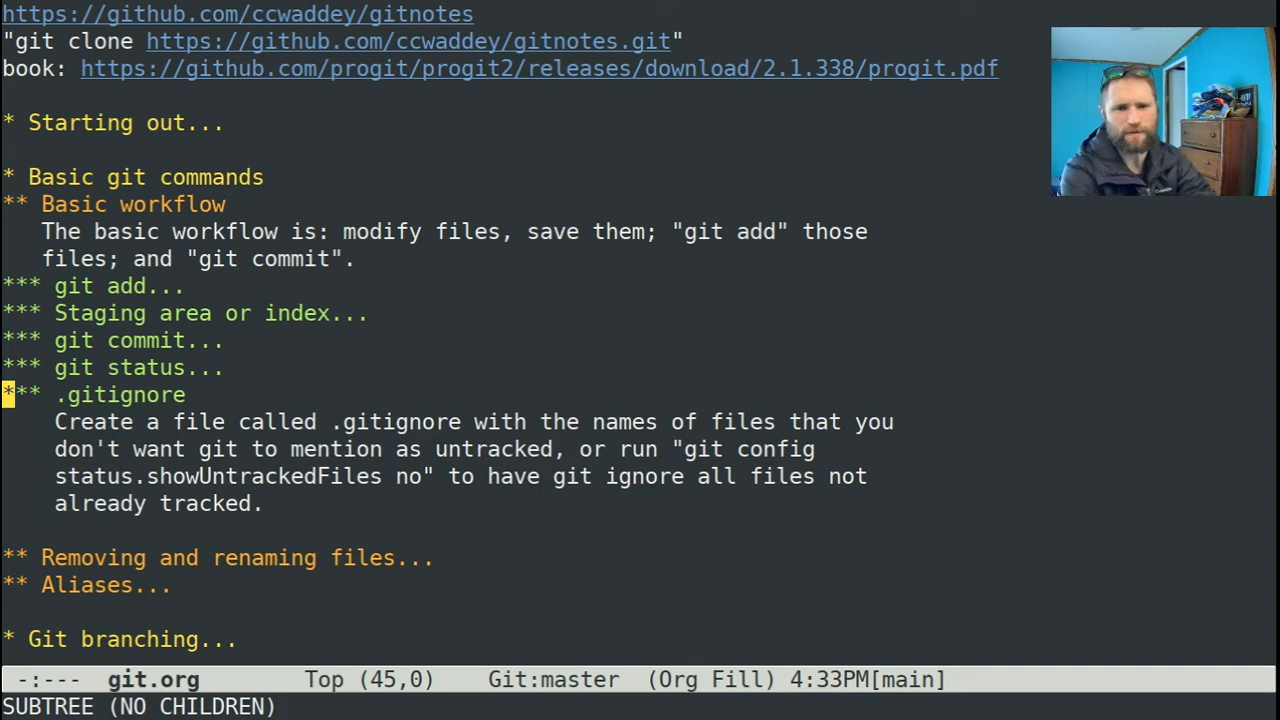 https://github.com/ccwaddey/gitnotes
"git clone https://github.com/ccwaddey/gitnotes.git"
book: https://github.com/progit/progit2/releases/download/2.1.338/progit.pdf
* Starting out...
* Basic git commands
** Basic workflow
The basic workflow is: modify files, save them; "git add" those
files; and "git commit".
*** git add...
*** Staging area or index...
*** git commit...
*** git status...
*** .gitignore
Create a file called .gitignore with the names of files that you
don't want git to mention as untracked, or run "git config
status.showUntrackedFiles no" to have git ignore all files not
already tracked.
** Removing and renaming files...
** Aliases...
* Git branching...
-:--- git.org Top (45,0) Git:master (Org Fill) 4:33PM[main]
SUBTREE (NO CHILDREN)